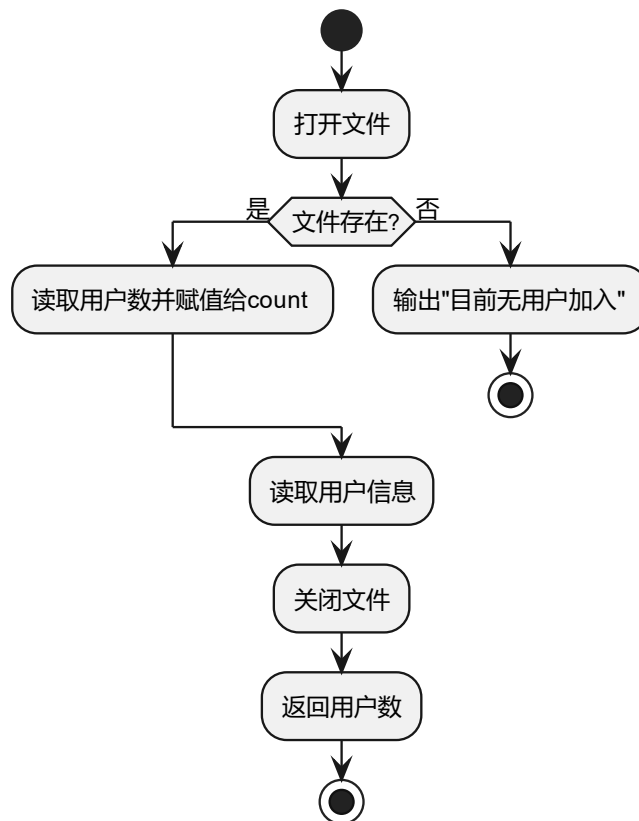 打开文件
是
文件存在?
否
读取用户数并赋值给count
输出"目前无用户加入"
读取用户信息
关闭文件
返回用户数